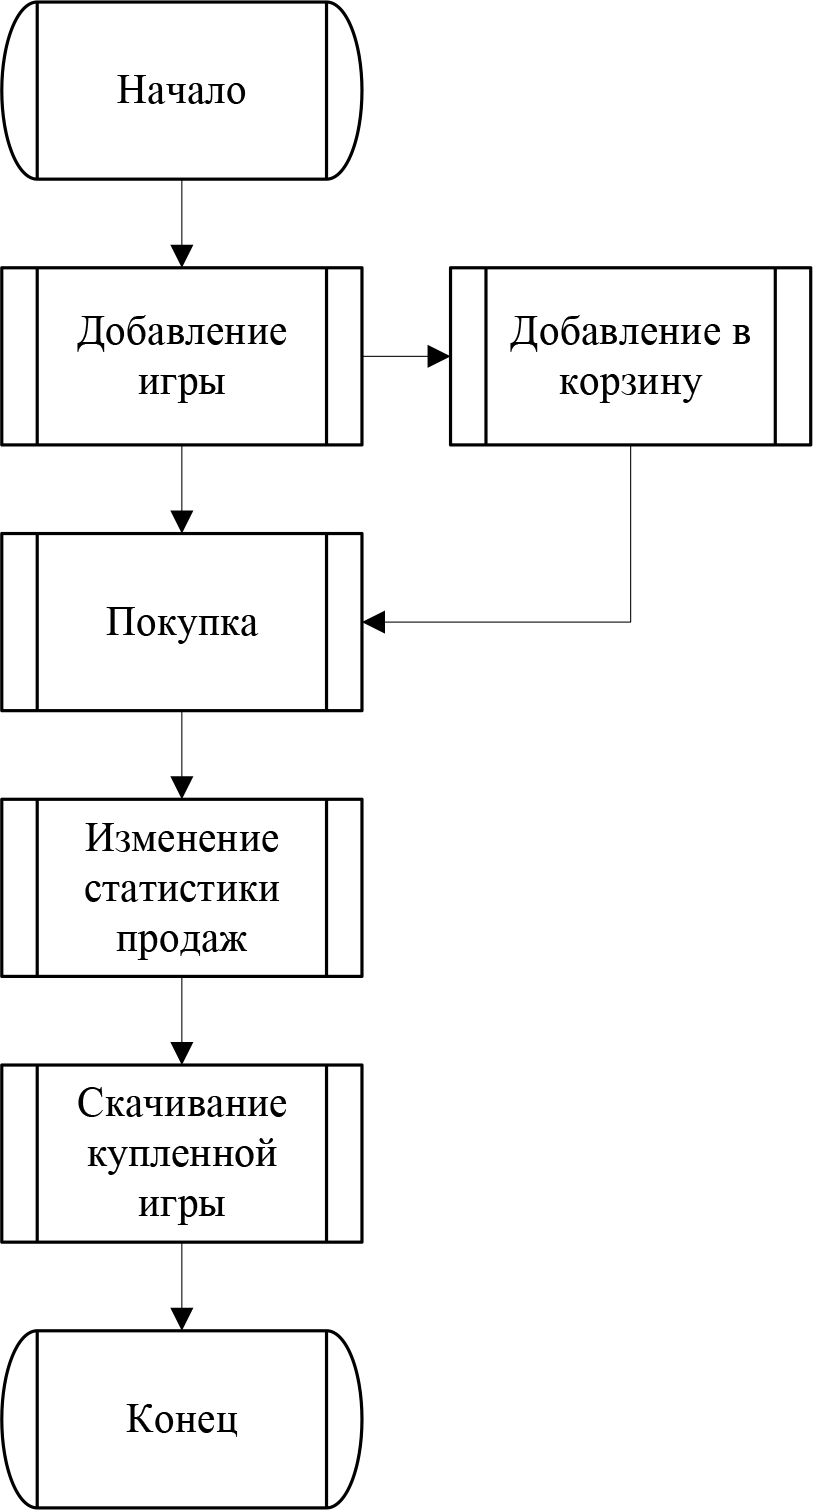 Начало
Добавление
игры
Добавление в
корзину
Покупка
Изменение
статистики
продаж
Скачивание
купленной
игры
Конец